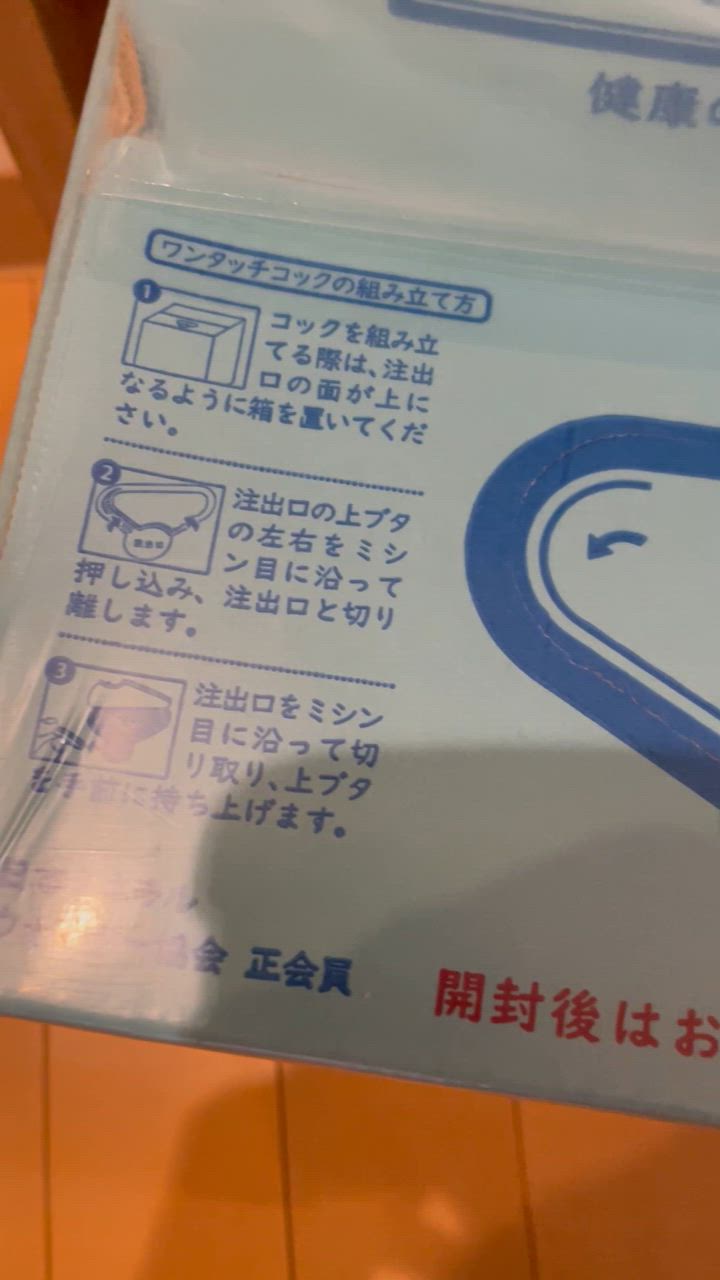 健康
ワンタッチコックの組み立て方
1
コックを組み立
てる際は、注出
口の面が上に
なるように箱を置いてくだ
さい。
2
注出口の上ブタ
の左右をミシ
ン目に沿って
押し込み、注出口と切り
離します。
3
注出口をミシン
目に沿って切
り取り、上ブタ
を手前に持ち上げます。
正会員
開封後はお